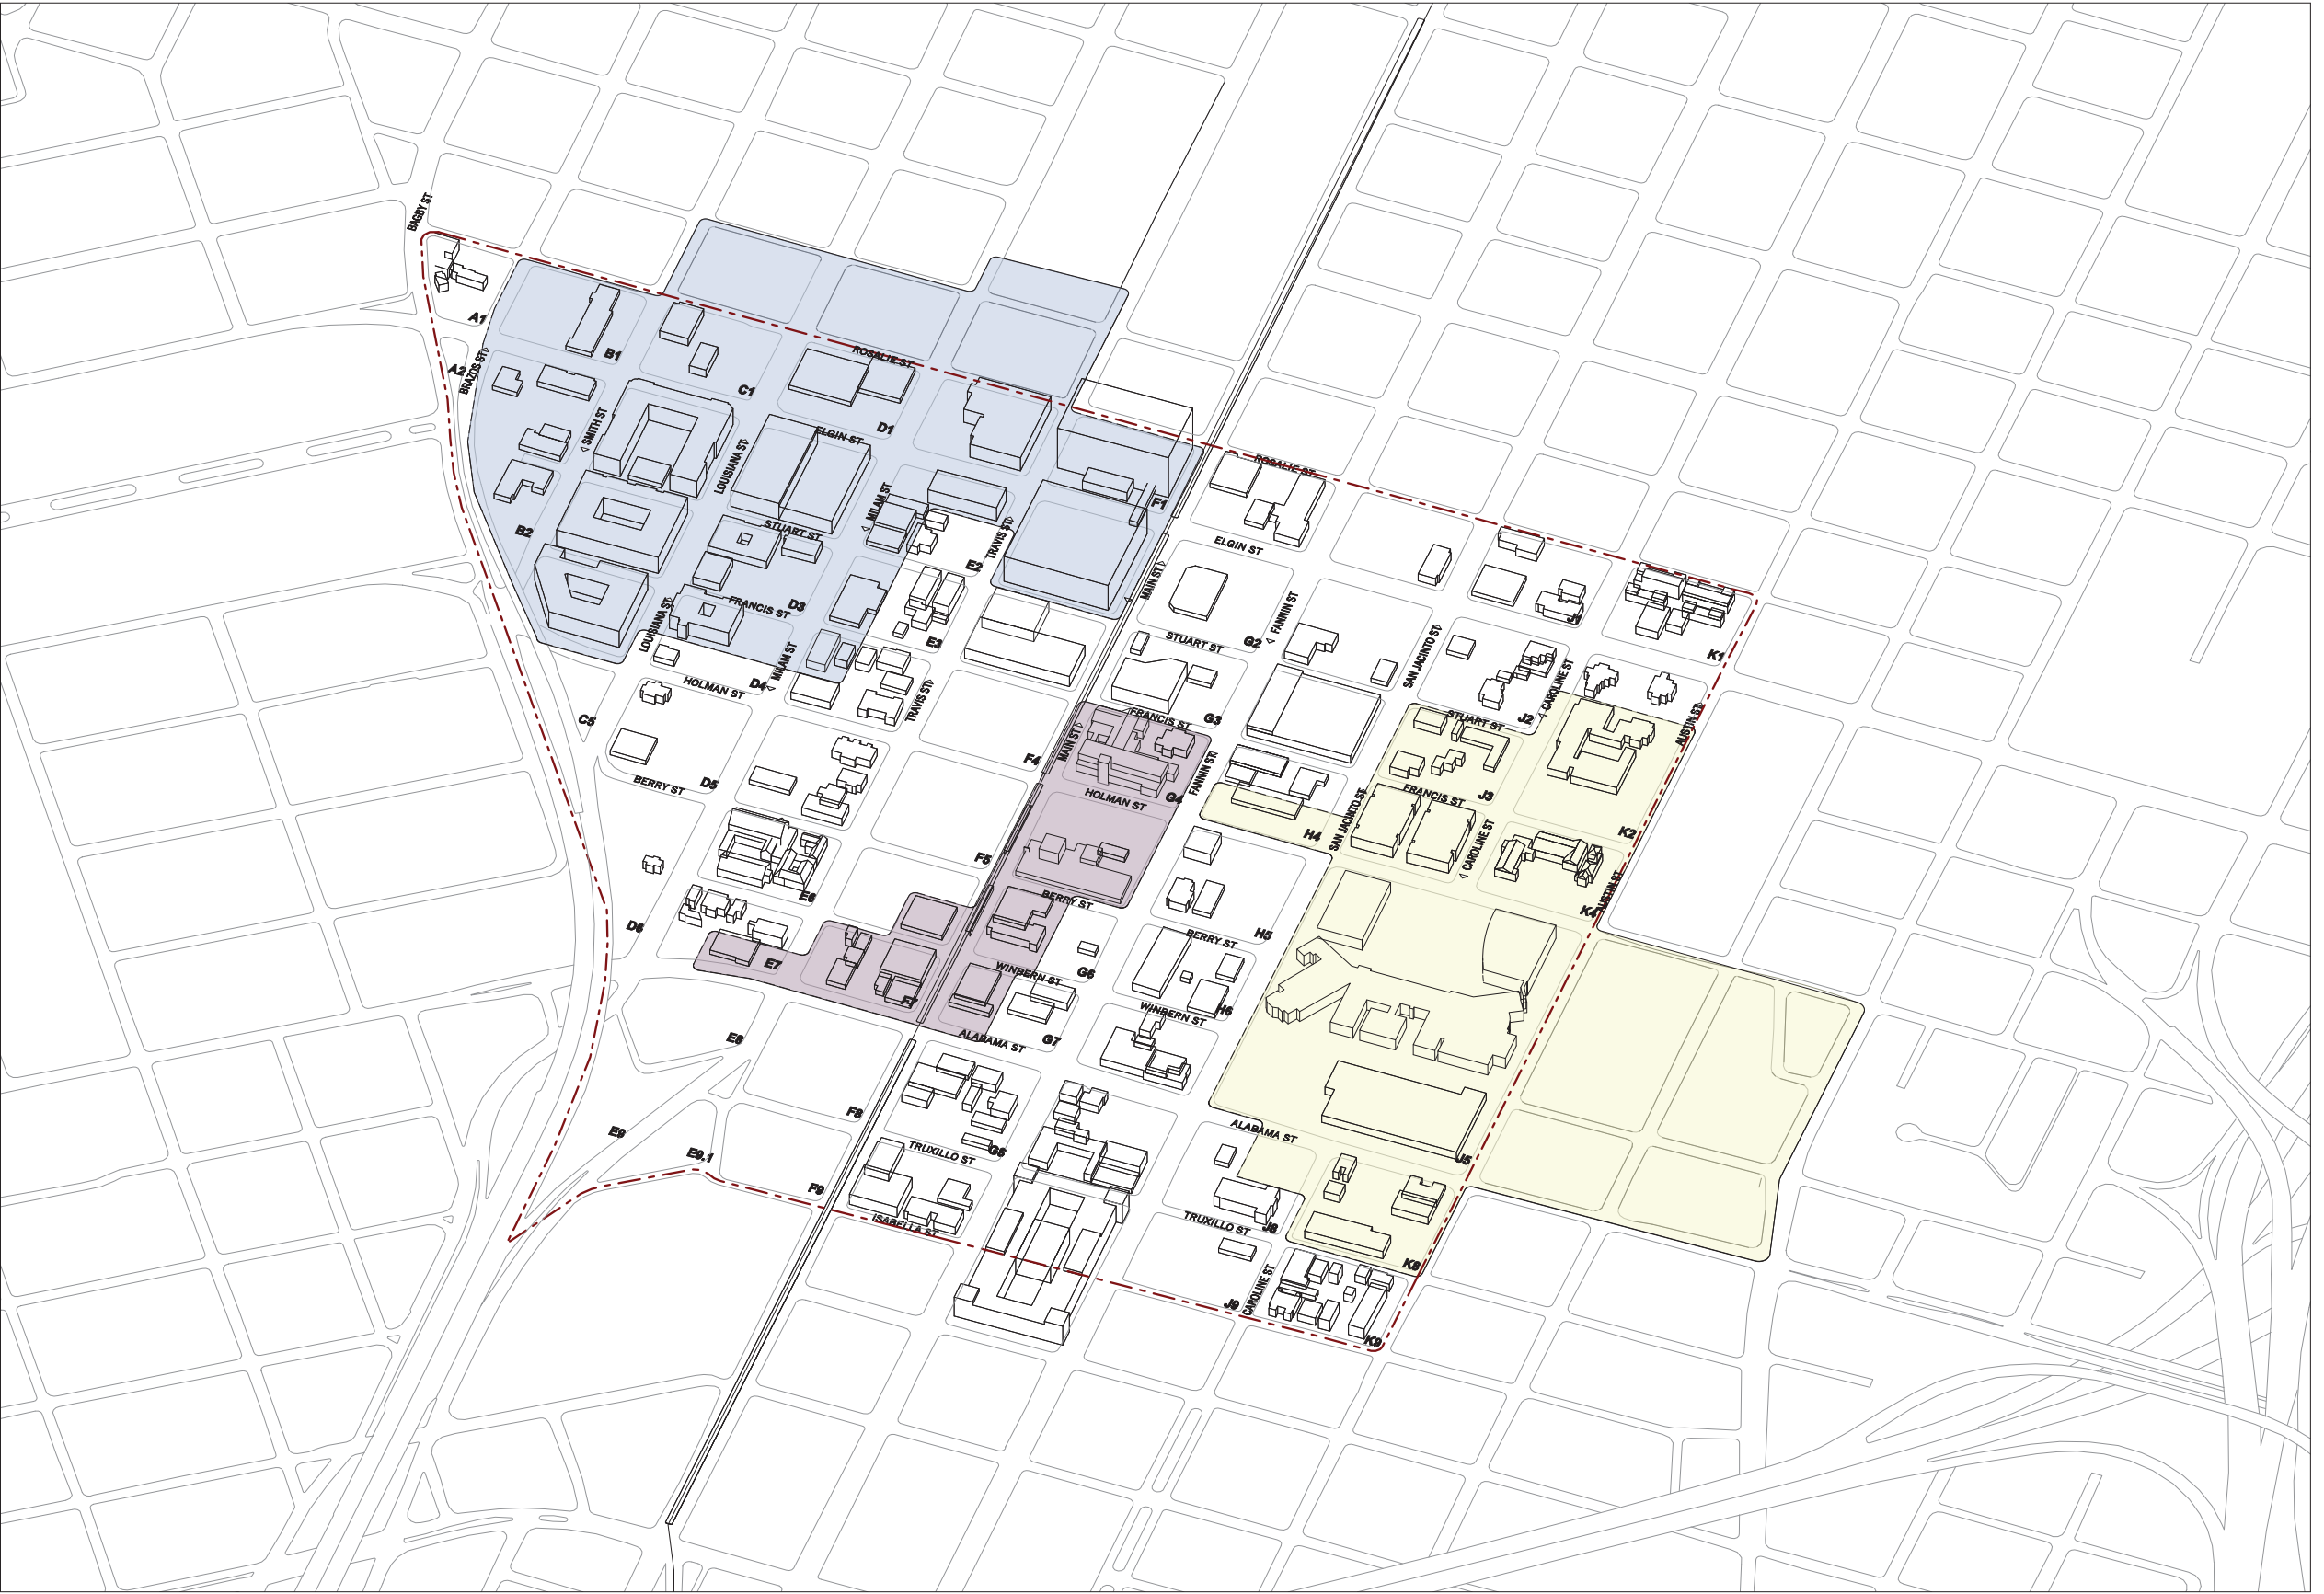 BAGBY ST
A1
A2
BRAZOS ST
B1
ROSALIE ST
C1
SMITH ST
D1
ELGIN ST
LOUISIANA ST
ROSALIE ST
MILAM ST
F1
B2
STUART ST
TRAVIS ST
ELGIN ST
E2
MAIN ST
D3
FRANCIS ST
FANNIN ST
LOUISIANA ST
E3
STUART ST
G2
J1
K1
MILAM ST
D4
HOLMAN ST
SAN JACINTO ST
CAROLINE ST
TRAVIS ST
C5
FRANCIS ST
G3
STUART ST
J2
AUSTIN ST
MAIN ST
F4
FANNIN ST
BERRY ST
D5
HOLMAN ST
G4
FRANCIS ST
J3
SAN JACINTO ST
H4
K2
CAROLINE ST
F5
E6
BERRY ST
AUSTIN ST
K4
D6
BERRY ST
H5
E7
WINBERN ST
G6
F7
WINBERN ST
H6
E8
ALABAMA ST
G7
F8
E9
TRUXILLO ST
G8
ALABAMA ST
J5
E9.1
F9
ISABELLA ST
TRUXILLO ST
J8
K8
CAROLINE ST
J9
K9